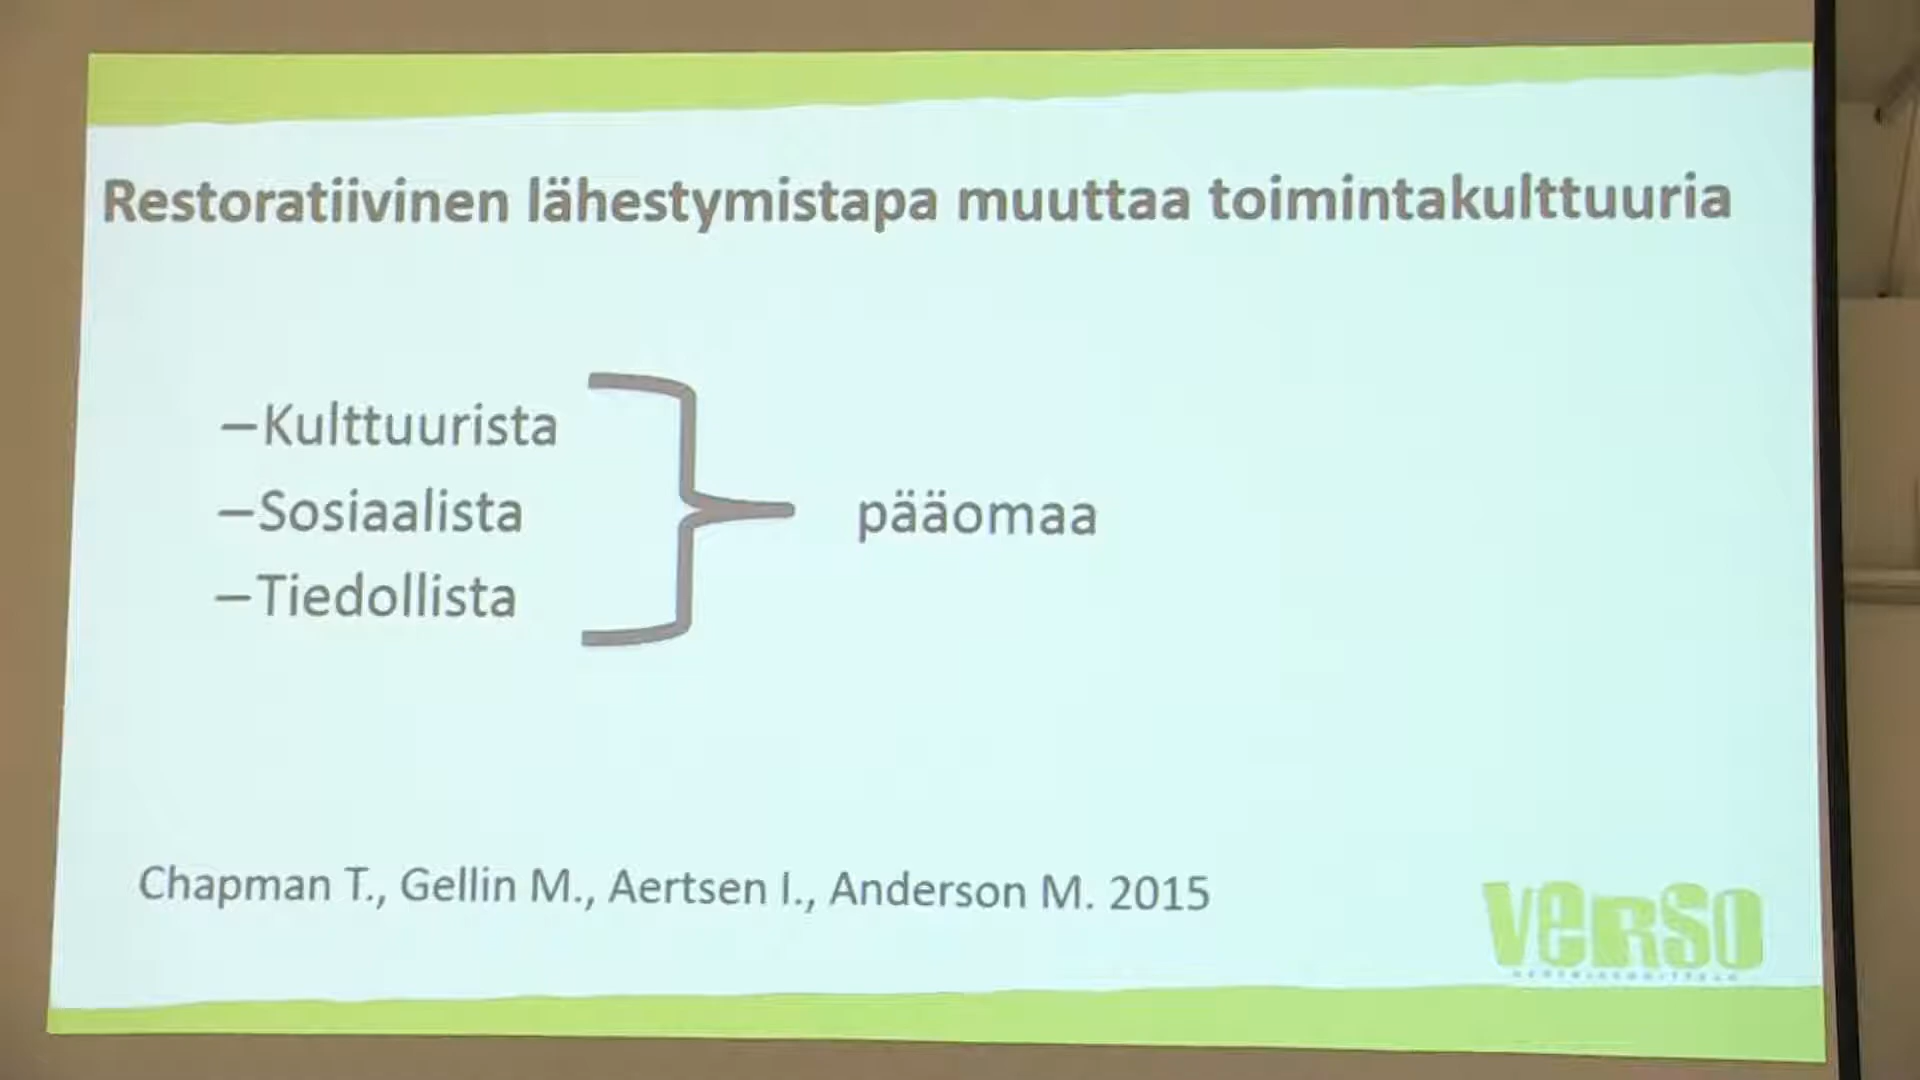 Restoratiivinen lähestymistapa muuttaa toimintakulttuuria
–Kulttuurista
–Sosiaalista
–Tiedollista
pääomaa
Chapman T., Gellin M., Aertsen I., Anderson M. 2015
VERSO